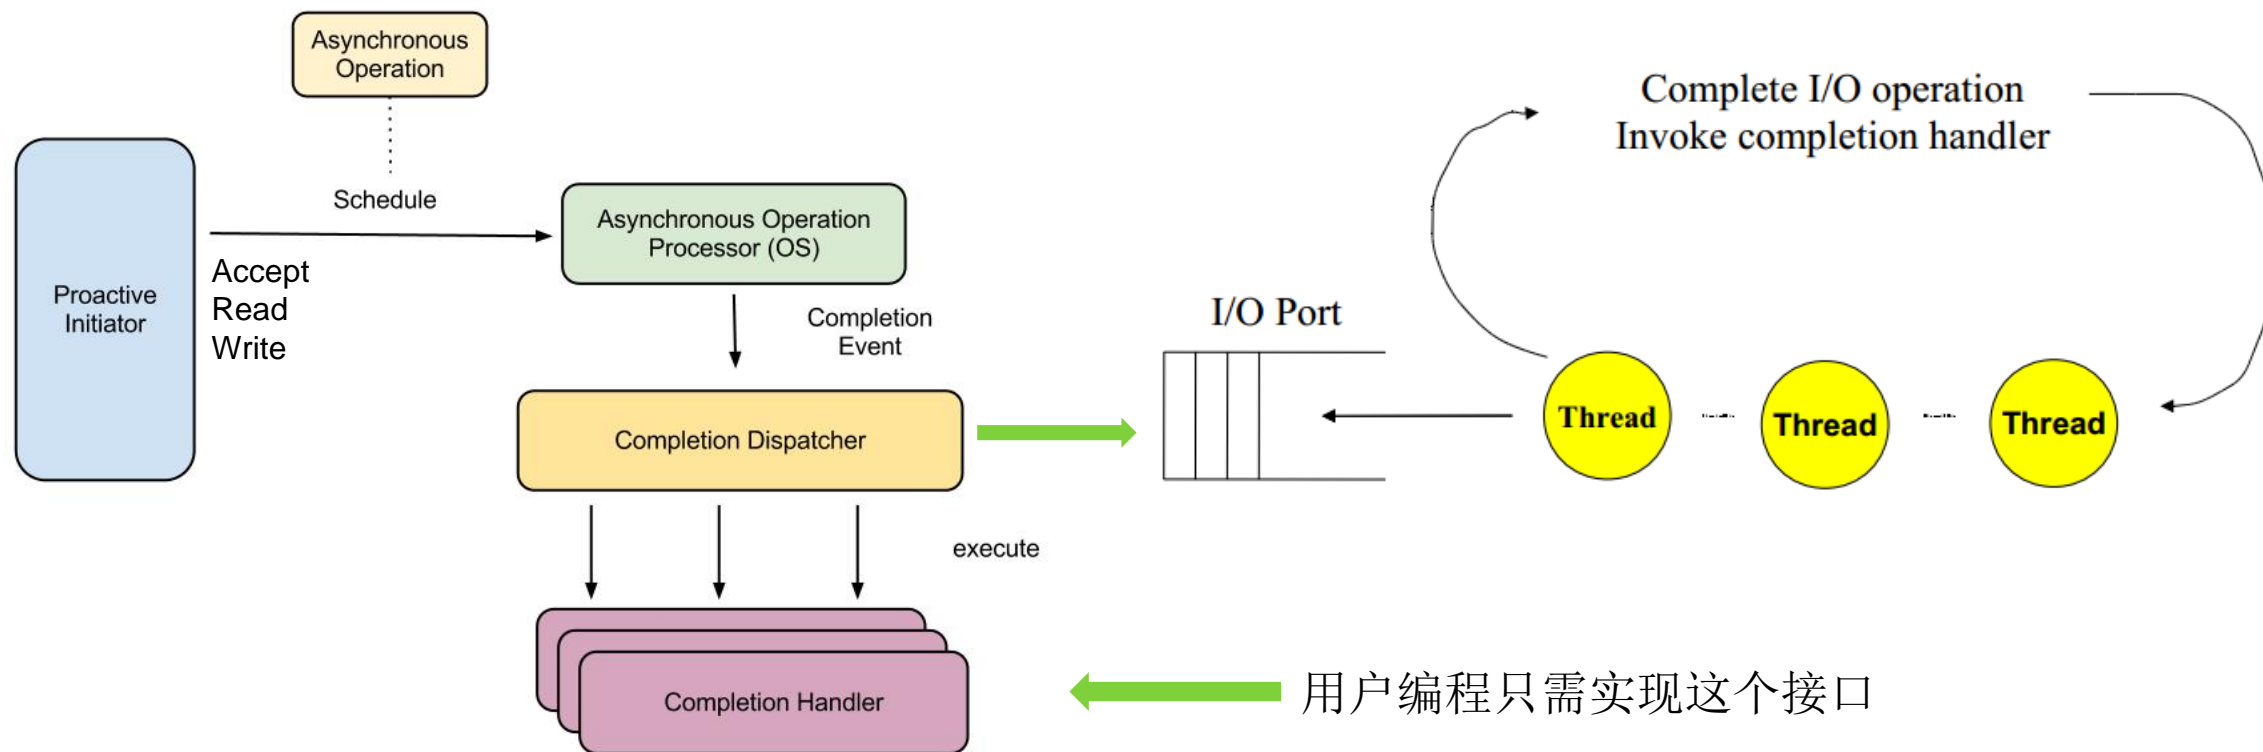 Asynchronous
Operation
Schedule
Proactive
Initiator
Accept
Read
Write
Asynchronous Operation
Processor (OS)
Completion
Event
Completion Dispatcher
execute
Completion Handler
I/O Port
Complete I/O operation
Invoke completion handler
Thread
Thread
Thread
用户编程只需实现这个接口